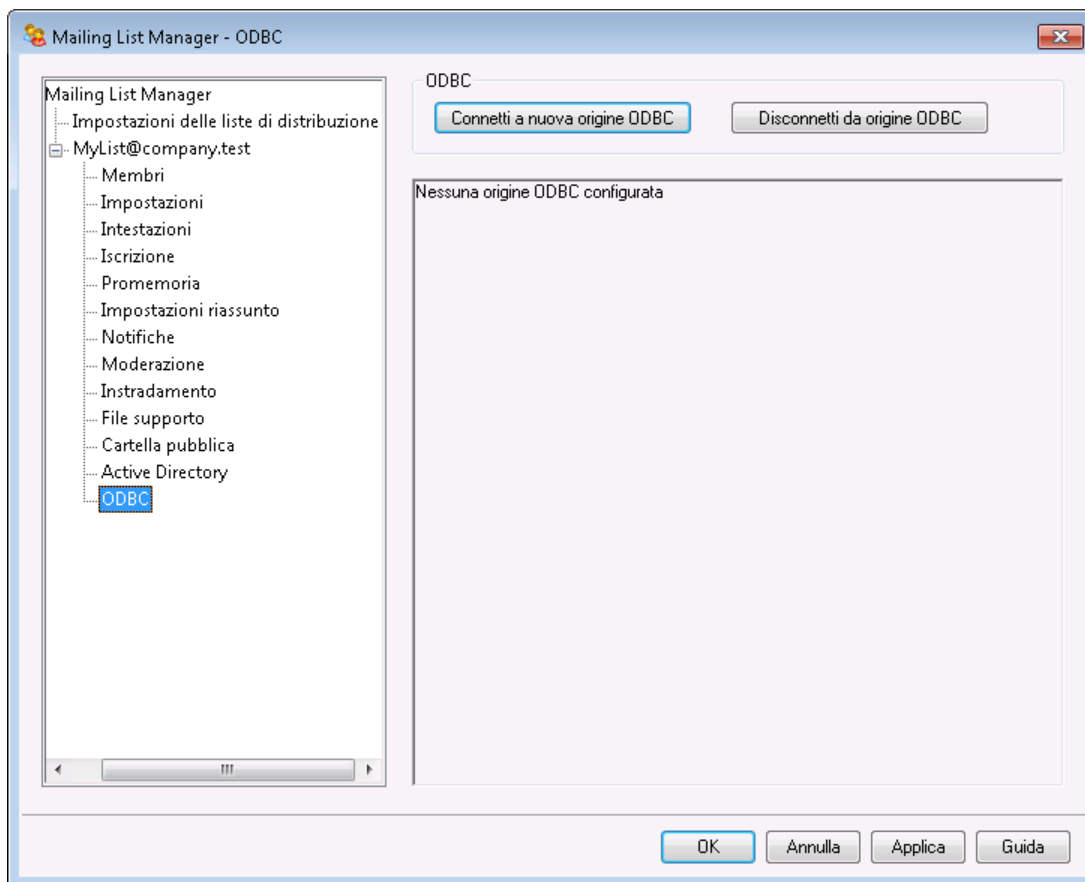 Mailing List Manager - ODBC
Mailing List Manager
Impostazioni delle liste di distribuzione
MyList@company.test
Membri
Impostazioni
Intestazioni
Iscrizione
Promemoria
Impostazioni riassunto
Notifiche
Moderazione
Instradamento
File supporto
Cartella pubblica
Active Directory
ODBC
ODBC
Connetti a nuova origine ODBC
Disconnetti da origine ODBC
Nessuna origine ODBC configurata
OK
Annulla
Applica
Guida